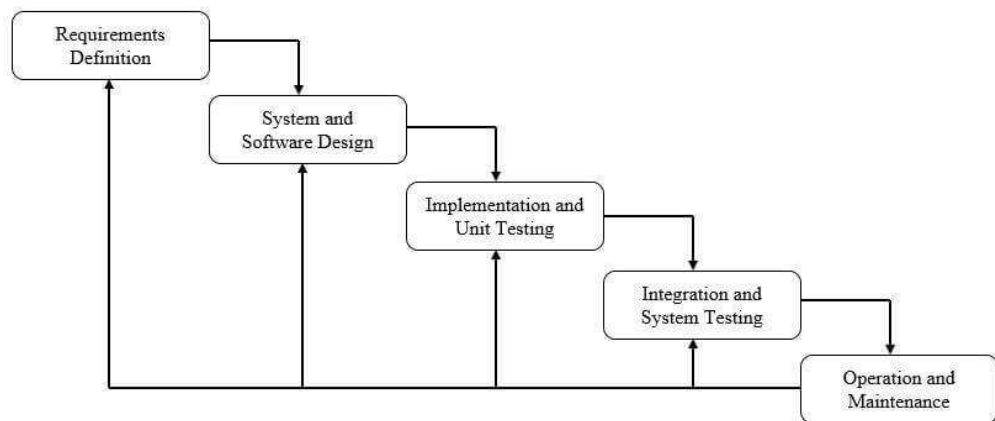 Requirements
Definition
System and
Software Design
Implementation and
Unit Testing
Integration and
System Testing
Operation and
Maintenance